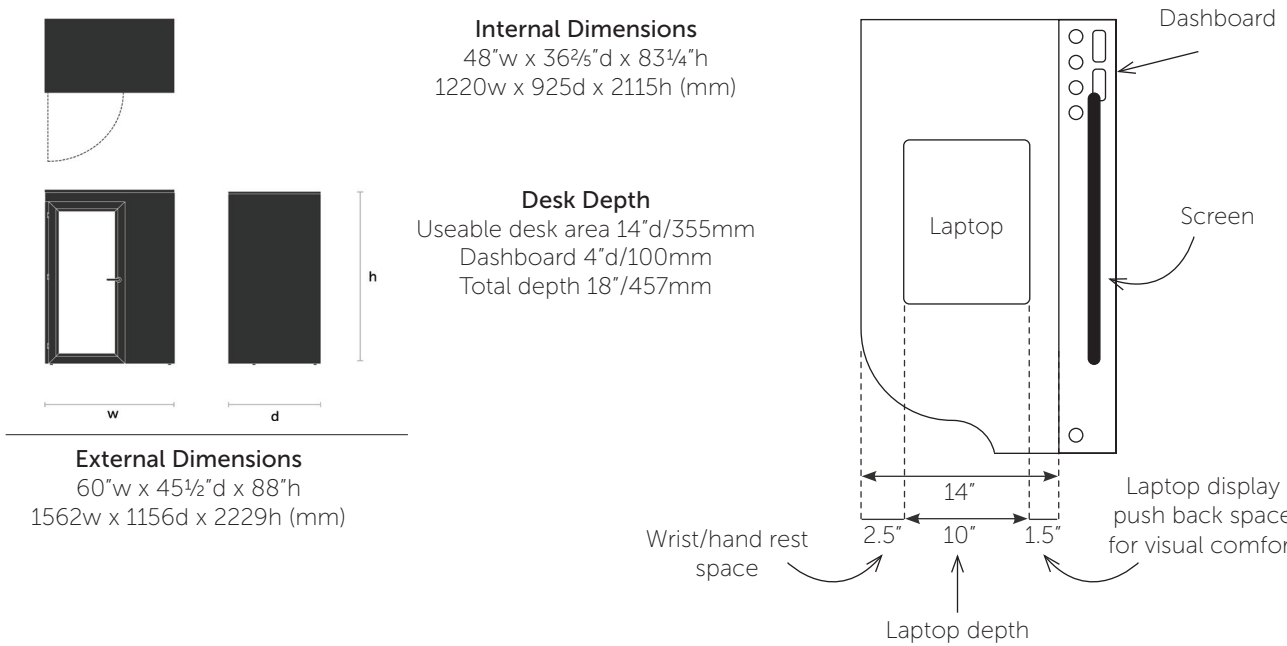 Internal Dimensions
48"w x 36⅖"d x 83¼"h
1220w x 925d x 2115h (mm)
Desk Depth
Useable desk area 14"d/355mm
Dashboard 4"d/100mm
Total depth 18"/457mm
h
w
d
External Dimensions
60"w x 45½"d x 88"h
1562w x 1156d x 2229h (mm)
Dashboard
Laptop
Screen
14"
2.5"
10"
1.5"
Wrist/hand rest
space
Laptop depth
Laptop display
push back space
for visual comfor